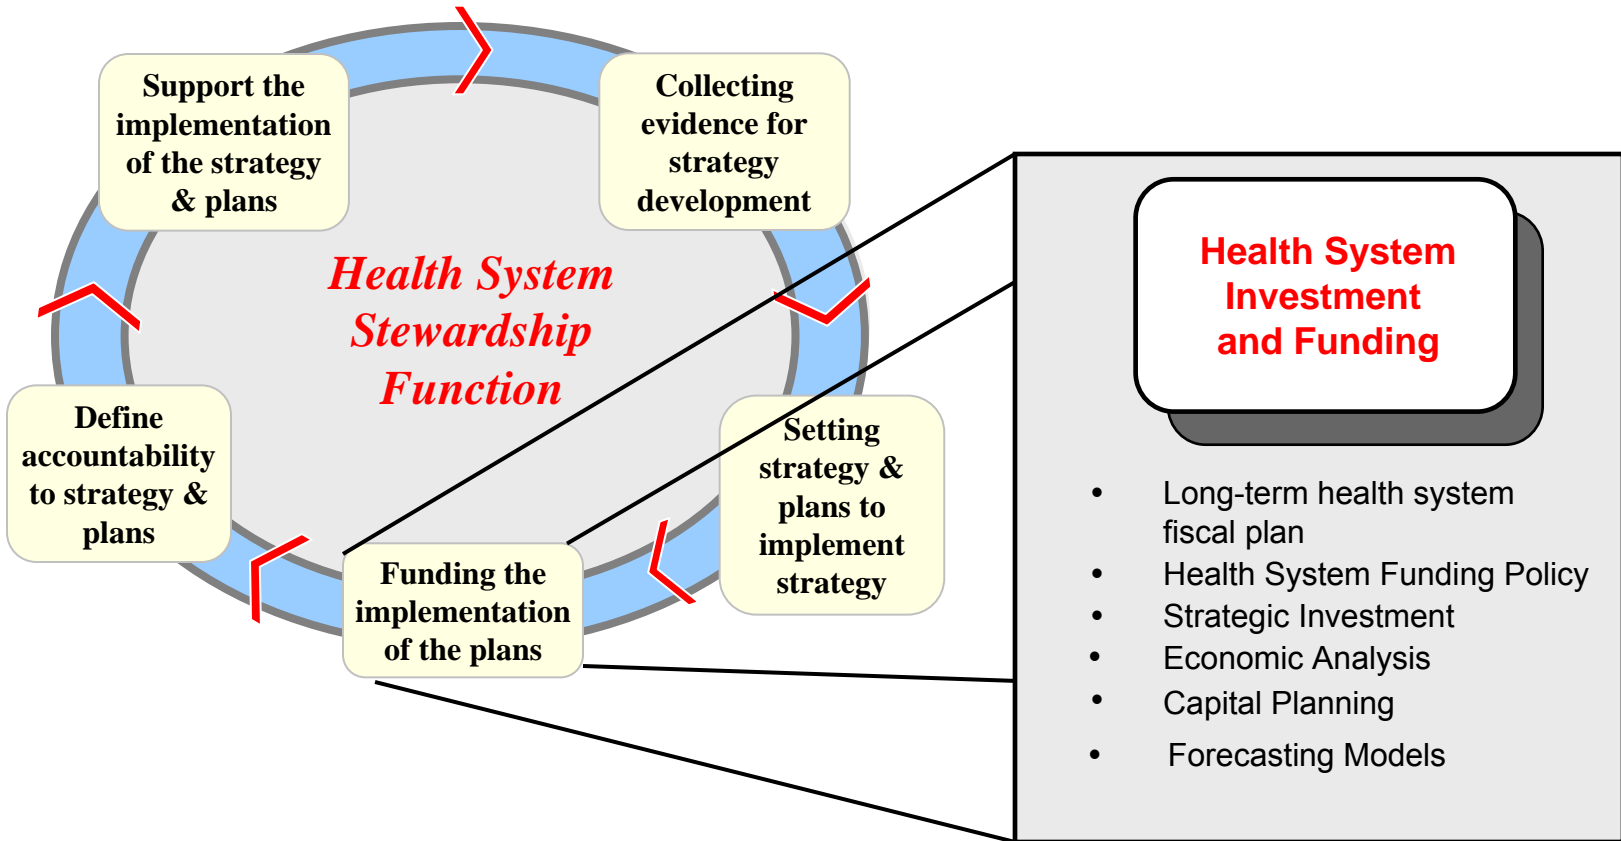 Support the
implementation
of the strategy
& plans
Collecting
evidence for
strategy
development
Health System
Stewardship
Function
Define
accountability
to strategy &
plans
Setting
strategy &
plans to
implement
strategy
Funding the
implementation
of the plans
Health System
Investment
and Funding
• Long-term health system
fiscal plan
• Health System Funding Policy
• Strategic Investment
• Economic Analysis
• Capital Planning
• Forecasting Models